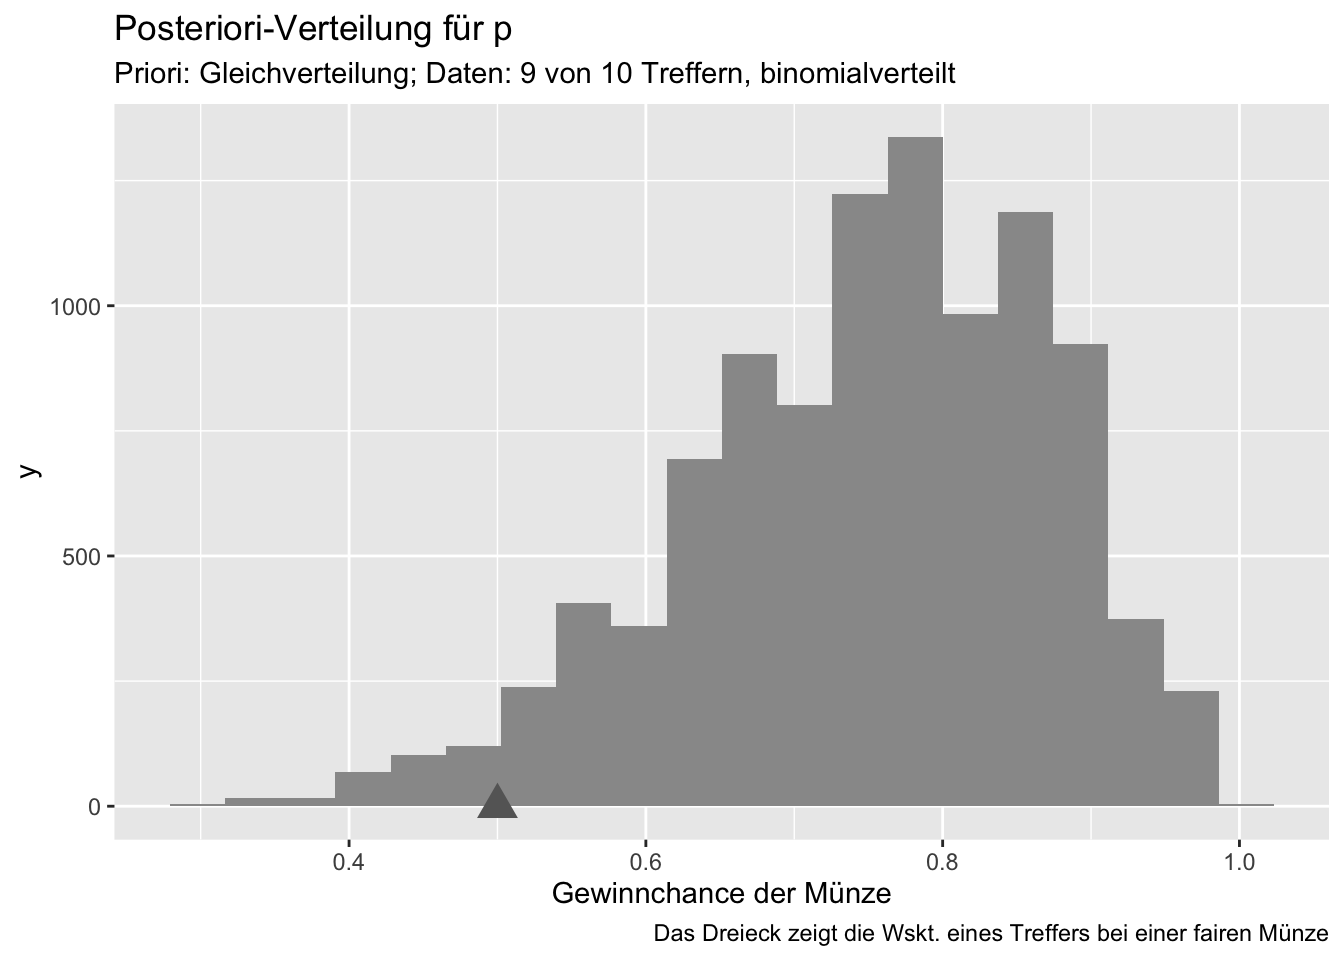 Posteriori-Verteilung für p
Priori: Gleichverteilung; Daten: 9 von 10 Treffern, binomialverteilt
y
1000
500
0
0.4 0.6 0.8 1.0
Gewinnchance der Münze
Das Dreieck zeigt die Wskt. eines Treffers bei einer fairen Münze